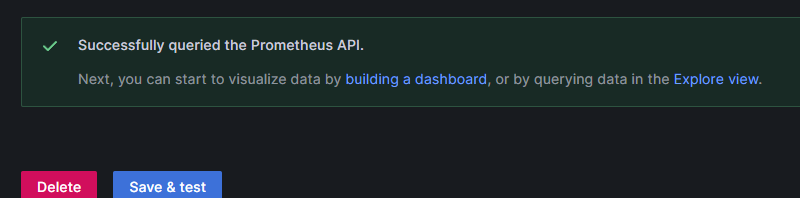 Successfully queried the Prometheus API.
Next, you can start to visualize data by building a dashboard, or by querying data in the Explore view.
Delete
Save & test